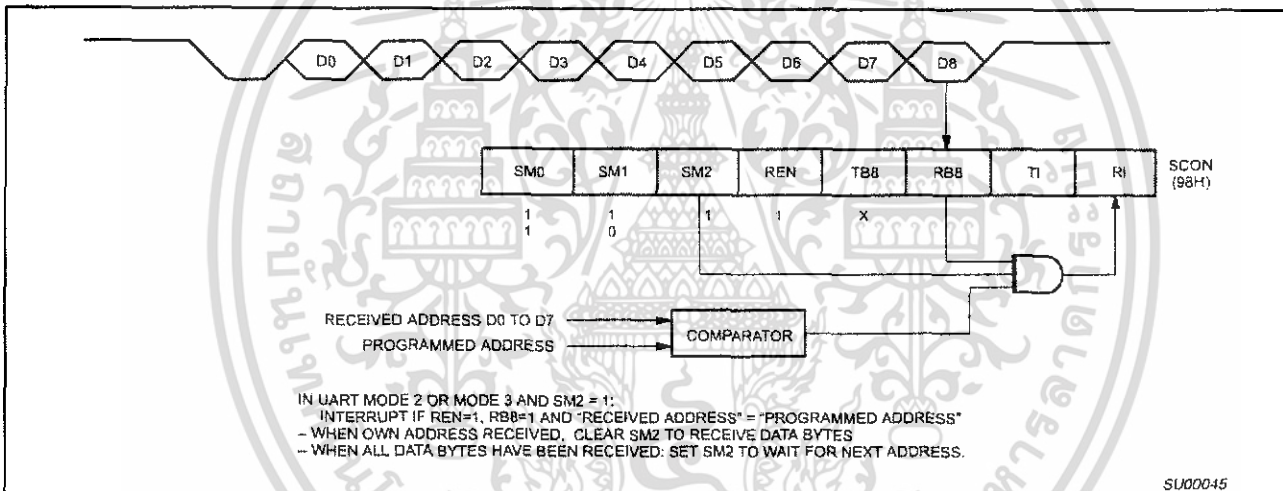 D0 D1 D2 D3 D4 D5 D6 D7 D8
SM0 SM1 SM2 REN TB8 RB8 TI RI
SCON
(98H)
1 1 1 1 X
1 0
RECEIVED ADDRESS D0 TO D7
PROGRAMMED ADDRESS
COMPARATOR
IN UART MODE 2 OR MODE 3 AND SM2 = 1:
INTERRUPT IF REN=1, RB8=1 AND "RECEIVED ADDRESS" = "PROGRAMMED ADDRESS"
– WHEN OWN ADDRESS RECEIVED, CLEAR SM2 TO RECEIVE DATA BYTES
– WHEN ALL DATA BYTES HAVE BEEN RECEIVED: SET SM2 TO WAIT FOR NEXT ADDRESS.
SU00045